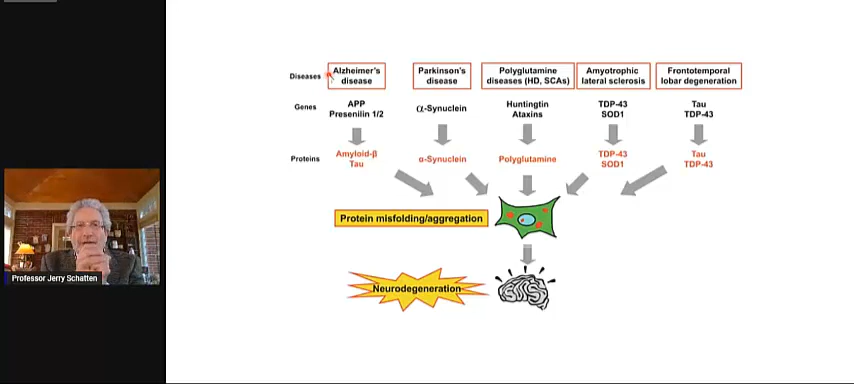 Diseases
Alzheimer's
disease
Parkinson's
disease
Polyglutamine
diseases (HD, SCAs)
Amyotrophic
lateral sclerosis
Frontotemporal
lobar degeneration
Genes
APP
Presenilin 1/2
α-Synuclein
Huntingtin
Ataxins
TDP-43
SOD1
Tau
TDP-43
Proteins
Amyloid-β
Tau
α-Synuclein
Polyglutamine
TDP-43
SOD1
Tau
TDP-43
Protein misfolding/aggregation
Neurodegeneration
Professor Jerry Schatten